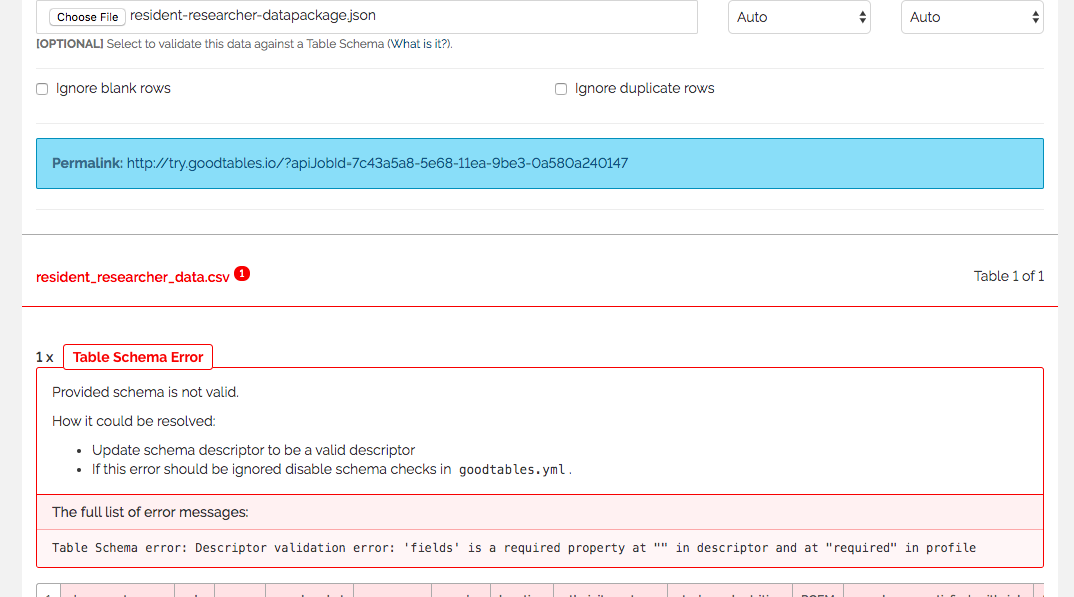 Choose File resident-researcher-datapackage.json Auto Auto
[OPTIONAL] Select to validate this data against a Table Schema (What is it?).
Ignore blank rows Ignore duplicate rows
Permalink: http://try.goodtables.io/?apiJobId=7c43a5a8-5e68-11ea-9be3-0a580a240147
resident_researcher_data.csv 1 Table 1 of 1
1 x Table Schema Error
Provided schema is not valid.
How it could be resolved:
• Update schema descriptor to be a valid descriptor
• If this error should be ignored disable schema checks in goodtables.yml.
The full list of error messages:
Table Schema error: Descriptor validation error: 'fields' is a required property at "" in descriptor and at "required" in profile